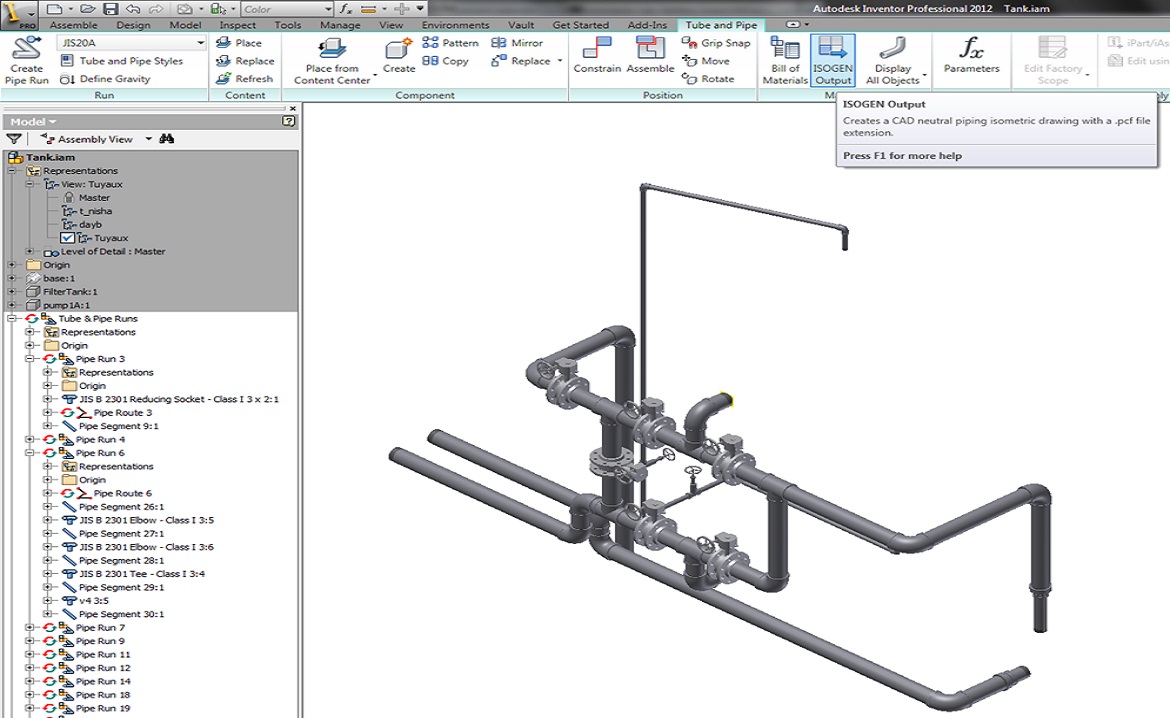 PRO
Color
Autodesk Inventor Professional 2012 Tank.iam
Assemble Design Model Inspect Tools Manage View Environments Vault Get Started Add-Ins Tube and Pipe
Create Pipe Run
JIS20A
Tube and Pipe Styles
Define Gravity
Run
Place
Replace
Refresh
Content
Place from Content Center
Create
Pattern
Copy
Mirror
Replace
Component
Constrain
Assemble
Grip Snap
Move
Rotate
Position
Bill of Materials
ISOGEN Output
Display All Objects
fx
Parameters
Edit Factory Scope
iPart/iAs
Edit usin
ISOGEN Output
Creates a CAD neutral piping isometric drawing with a .pcf file
extension.
Press F1 for more help
Model
Assembly View
Tank.iam
Representations
View: Tuyaux
Master
t_nisha
dayb
Tuyaux
Level of Detail : Master
Origin
base:1
FilterTank:1
pump1A:1
Tube & Pipe Runs
Representations
Origin
Pipe Run 3
Representations
Origin
JIS B 2301 Reducing Socket - Class I 3 x 2:1
Pipe Route 3
Pipe Segment 9:1
Pipe Run 4
Pipe Run 6
Representations
Origin
Pipe Route 6
Pipe Segment 26:1
JIS B 2301 Elbow - Class I 3:5
Pipe Segment 27:1
JIS B 2301 Elbow - Class I 3:6
Pipe Segment 28:1
JIS B 2301 Tee - Class I 3:4
Pipe Segment 29:1
v4 3:5
Pipe Segment 30:1
Pipe Run 7
Pipe Run 9
Pipe Run 11
Pipe Run 12
Pipe Run 14
Pipe Run 18
Pipe Run 19